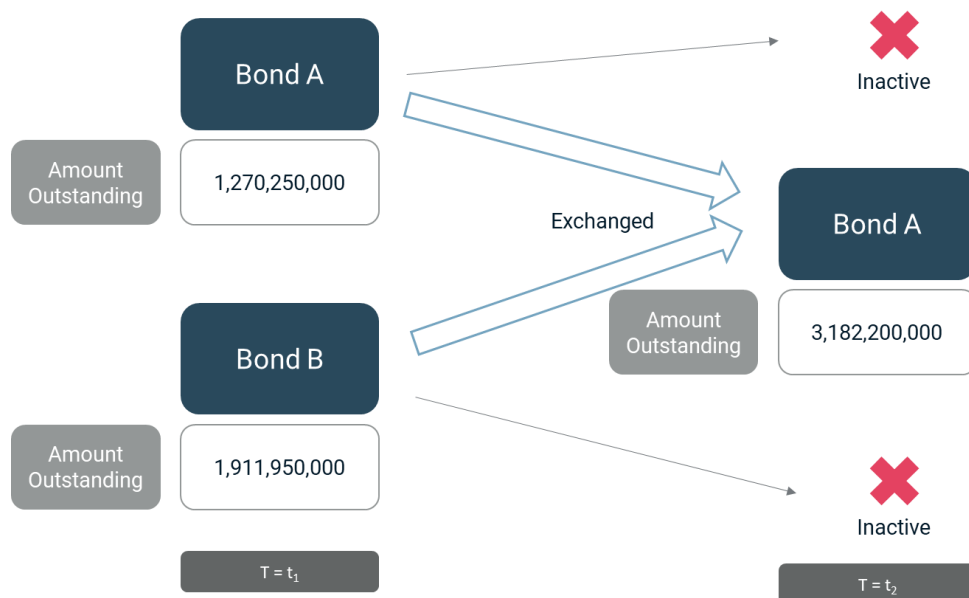 Bond A
Inactive
Amount
Outstanding
1,270,250,000
Exchanged
Bond A
Amount
Outstanding
3,182,200,000
Bond B
Amount
Outstanding
1,911,950,000
Inactive
T = t₁
T = t₂